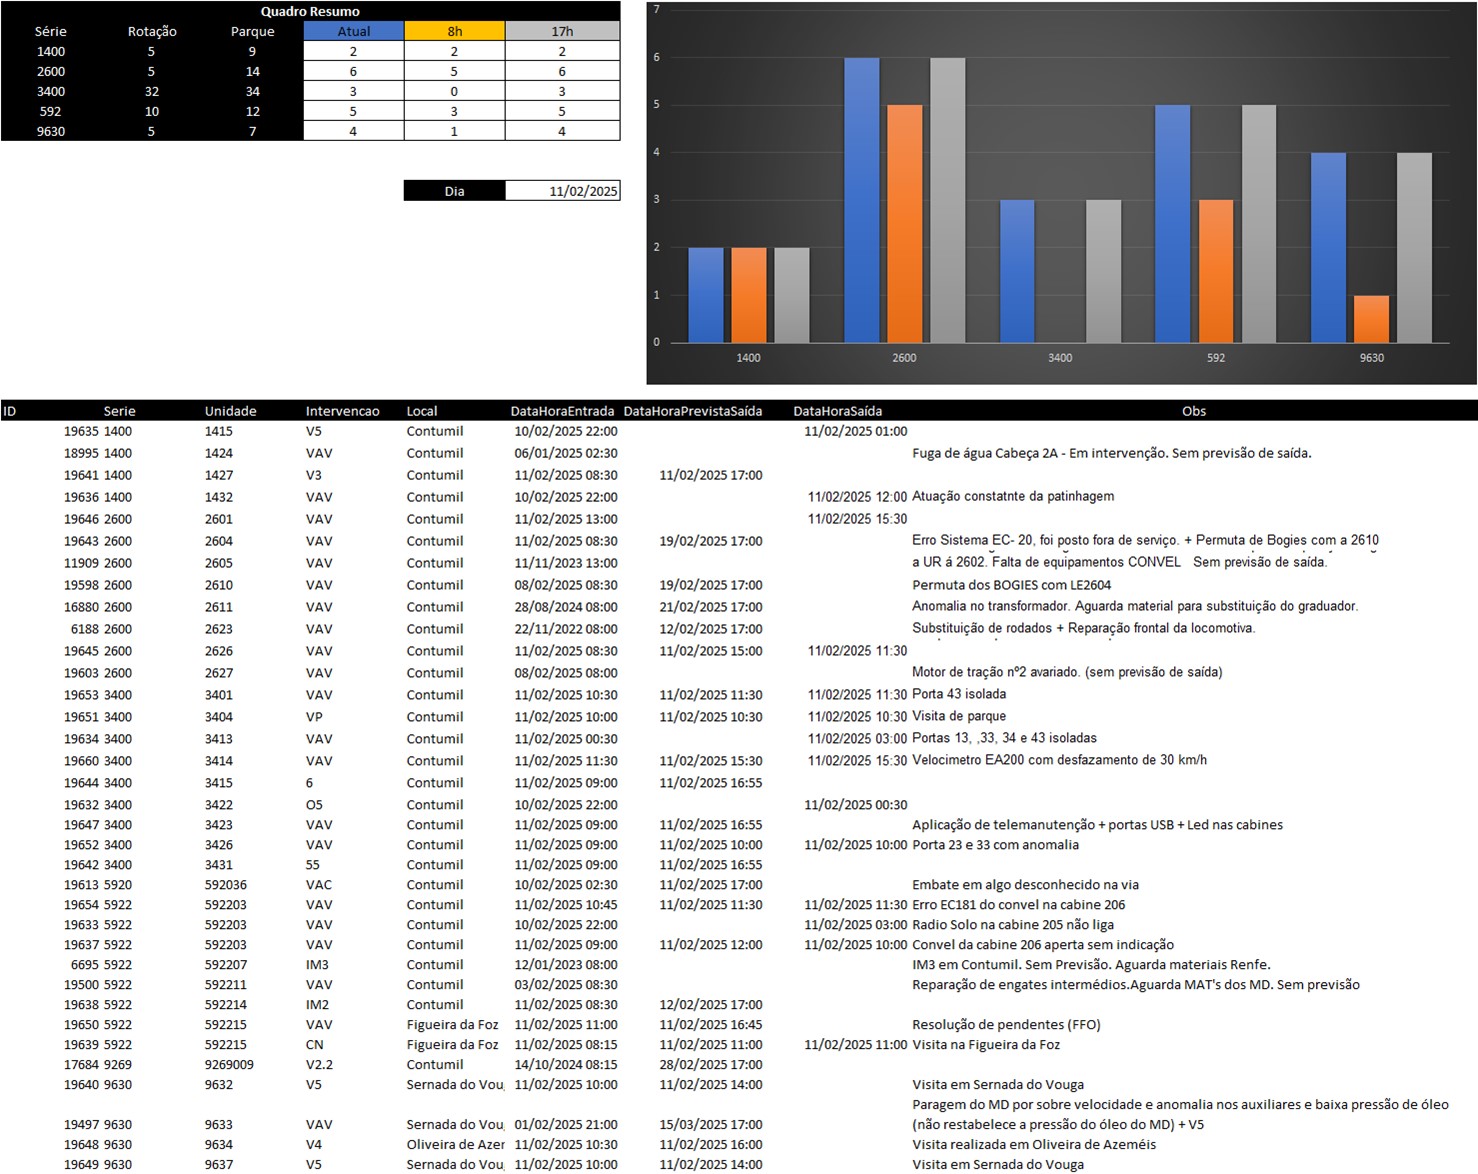 Quadro Resumo
Série Rotação Parque Atual 8h 17h
1400 5 9 2 2 2
2600 5 14 6 5 6
3400 32 34 3 0 3
592 10 12 5 3 5
9630 5 7 4 1 4
Dia 11/02/2025
7
6
5
4
3
2
1
0
1400 2600 3400 592 9630
ID Serie Unidade Intervencao Local DataHoraEntrada DataHoraPrevistaSaída DataHoraSaída Obs
19635 1400 1415 V5 Contumil 10/02/2025 22:00 11/02/2025 01:00
18995 1400 1424 VAV Contumil 06/01/2025 02:30 Fuga de água Cabeça 2A - Em intervenção. Sem previsão de saída.
19641 1400 1427 V3 Contumil 11/02/2025 08:30 11/02/2025 17:00
19636 1400 1432 VAV Contumil 10/02/2025 22:00 11/02/2025 12:00 Atuação constatnte da patinhagem
19646 2600 2601 VAV Contumil 11/02/2025 13:00 11/02/2025 15:30
19643 2600 2604 VAV Contumil 11/02/2025 08:30 19/02/2025 17:00 Erro Sistema EC- 20, foi posto fora de serviço. + Permuta de Bogies com a 2610
11909 2600 2605 VAV Contumil 11/11/2023 13:00 a UR á 2602. Falta de equipamentos CONVEL Sem previsão de saída.
19598 2600 2610 VAV Contumil 08/02/2025 08:30 19/02/2025 17:00 Permuta dos BOGIES com LE2604
16880 2600 2611 VAV Contumil 28/08/2024 08:00 21/02/2025 17:00 Anomalia no transformador. Aguarda material para substituição do graduador.
6188 2600 2623 VAV Contumil 22/11/2022 08:00 12/02/2025 17:00 Substituição de rodados + Reparação frontal da locomotiva.
19645 2600 2626 VAV Contumil 11/02/2025 08:30 11/02/2025 15:00 11/02/2025 11:30
19603 2600 2627 VAV Contumil 08/02/2025 08:00 Motor de tração nº2 avariado. (sem previsão de saída)
19653 3400 3401 VAV Contumil 11/02/2025 10:30 11/02/2025 11:30 11/02/2025 11:30 Porta 43 isolada
19651 3400 3404 VP Contumil 11/02/2025 10:00 11/02/2025 10:30 11/02/2025 10:30 Visita de parque
19634 3400 3413 VAV Contumil 11/02/2025 00:30 11/02/2025 03:00 Portas 13, ,33, 34 e 43 isoladas
19660 3400 3414 VAV Contumil 11/02/2025 11:30 11/02/2025 15:30 11/02/2025 15:30 Velocimetro EA200 com desfazamento de 30 km/h
19644 3400 3415 6 Contumil 11/02/2025 09:00 11/02/2025 16:55
19632 3400 3422 O5 Contumil 10/02/2025 22:00 11/02/2025 00:30
19647 3400 3423 VAV Contumil 11/02/2025 09:00 11/02/2025 16:55 Aplicação de telemanutenção + portas USB + Led nas cabines
19652 3400 3426 VAV Contumil 11/02/2025 09:00 11/02/2025 10:00 11/02/2025 10:00 Porta 23 e 33 com anomalia
19642 3400 3431 55 Contumil 11/02/2025 09:00 11/02/2025 16:55
19613 5920 592036 VAC Contumil 10/02/2025 02:30 11/02/2025 17:00 Embate em algo desconhecido na via
19654 5922 592203 VAV Contumil 11/02/2025 10:45 11/02/2025 11:30 11/02/2025 11:30 Erro EC181 do convel na cabine 206
19633 5922 592203 VAV Contumil 10/02/2025 22:00 11/02/2025 03:00 Radio Solo na cabine 205 não liga
19637 5922 592203 VAV Contumil 11/02/2025 09:00 11/02/2025 12:00 11/02/2025 10:00 Convel da cabine 206 aperta sem indicação
6695 5922 592207 IM3 Contumil 12/01/2023 08:00 IM3 em Contumil. Sem Previsão. Aguarda materiais Renfe.
19500 5922 592211 VAV Contumil 03/02/2025 08:30 Reparação de engates intermédios.Aguarda MAT's dos MD. Sem previsão
19638 5922 592214 IM2 Contumil 11/02/2025 08:30 12/02/2025 17:00
19650 5922 592215 VAV Figueira da Foz 11/02/2025 11:00 11/02/2025 16:45 Resolução de pendentes (FFO)
19639 5922 592215 CN Figueira da Foz 11/02/2025 08:15 11/02/2025 11:00 11/02/2025 11:00 Visita na Figueira da Foz
17684 9269 9269009 V2.2 Contumil 14/10/2024 08:15 28/02/2025 17:00
19640 9630 9632 V5 Sernada do Vou 11/02/2025 10:00 11/02/2025 14:00 Visita em Sernada do Vouga
Paragem do MD por sobre velocidade e anomalia nos auxiliares e baixa pressão de óleo
19497 9630 9633 VAV Sernada do Vou 01/02/2025 21:00 15/03/2025 17:00 (não restabelece a pressão do óleo do MD) + V5
19648 9630 9634 V4 Oliveira de Azer 11/02/2025 10:30 11/02/2025 16:00 Visita realizada em Oliveira de Azeméis
19649 9630 9637 V5 Sernada do Vou 11/02/2025 10:00 11/02/2025 14:00 Visita em Sernada do Vouga